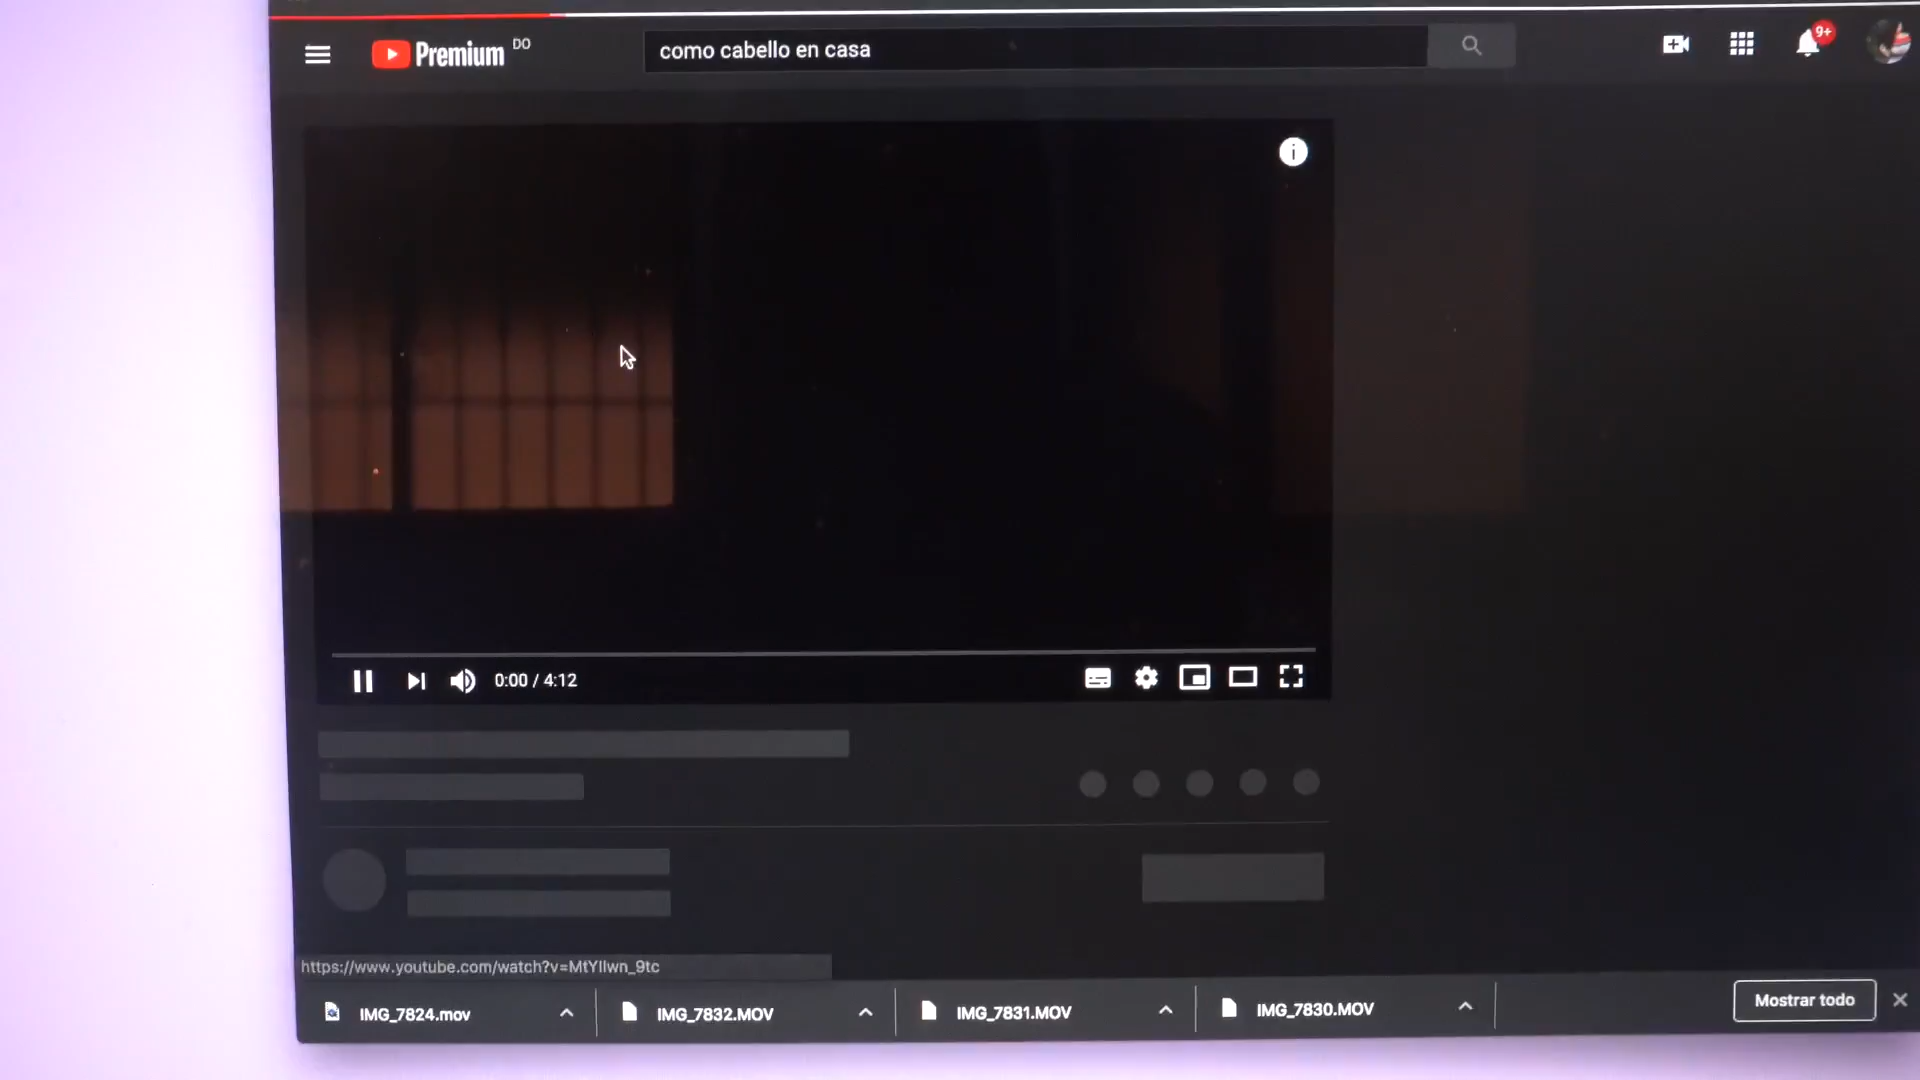 Premium DO
como cabello en casa
9+
i
0:00 / 4:12
https://www.youtube.com/watch?v=MtYIlwn_9tc
IMG_7824.mov
IMG_7832.MOV
IMG_7831.MOV
IMG_7830.MOV
Mostrar todo